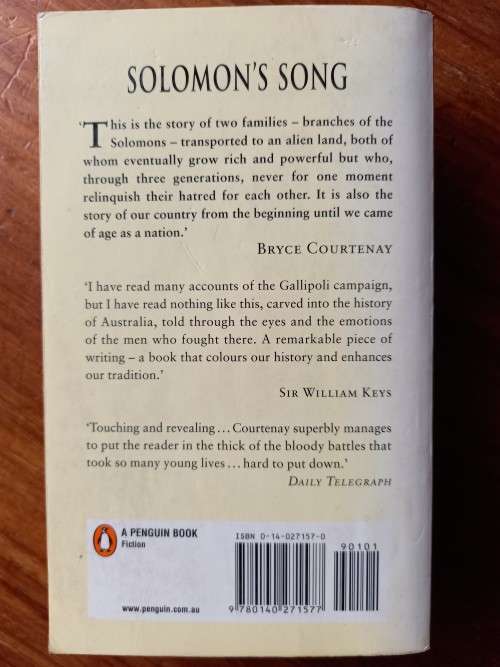 SOLOMON'S SONG
'This is the story of two families – branches of the
Solomons – transported to an alien land, both of
whom eventually grow rich and powerful but who,
through three generations, never for one moment
relinquish their hatred for each other. It is also the
story of our country from the beginning until we came
of age as a nation.'
BRYCE COURTENAY
'I have read many accounts of the Gallipoli campaign,
but I have read nothing like this, carved into the history
of Australia, told through the eyes and the emotions
of the men who fought there. A remarkable piece of
writing – a book that colours our history and enhances
our tradition.'
SIR WILLIAM KEYS
'Touching and revealing ... Courtenay superbly manages
to put the reader in the thick of the bloody battles that
took so many young lives ... hard to put down.'
DAILY TELEGRAPH
A PENGUIN BOOK
Fiction
www.penguin.com.au
ISBN 0-14-027157-0
90101
9 780140 271577